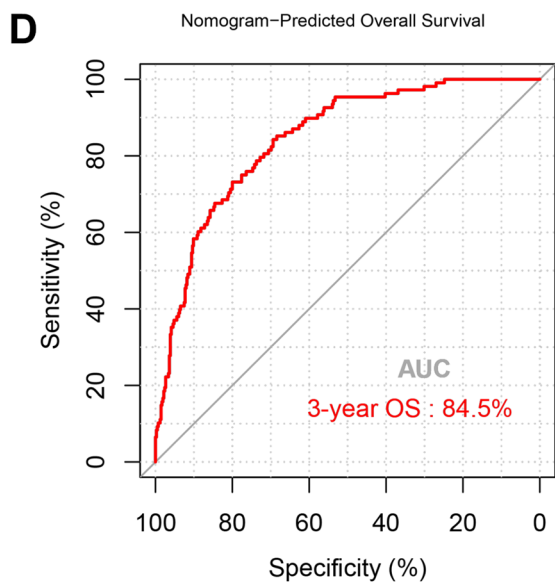 D
Nomogram−Predicted Overall Survival
100
80
60
40
20
0
Sensitivity (%)
AUC
3-year OS : 84.5%
100 80 60 40 20 0
Specificity (%)